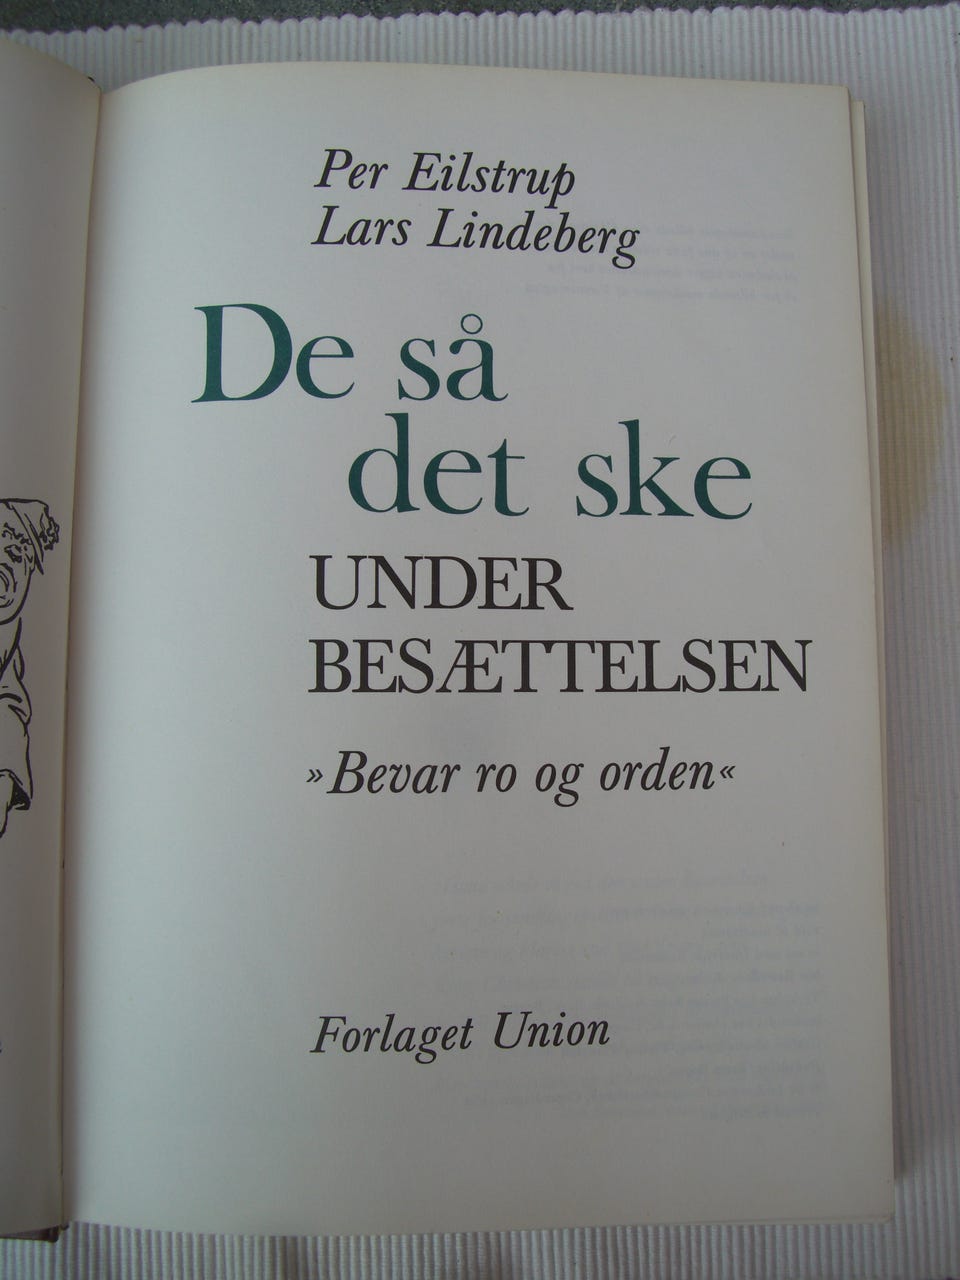 Per Eilstrup
Lars Lindeberg
De så
det ske
UNDER
BESÆTTELSEN
»Bevar ro og orden«
Forlaget Union